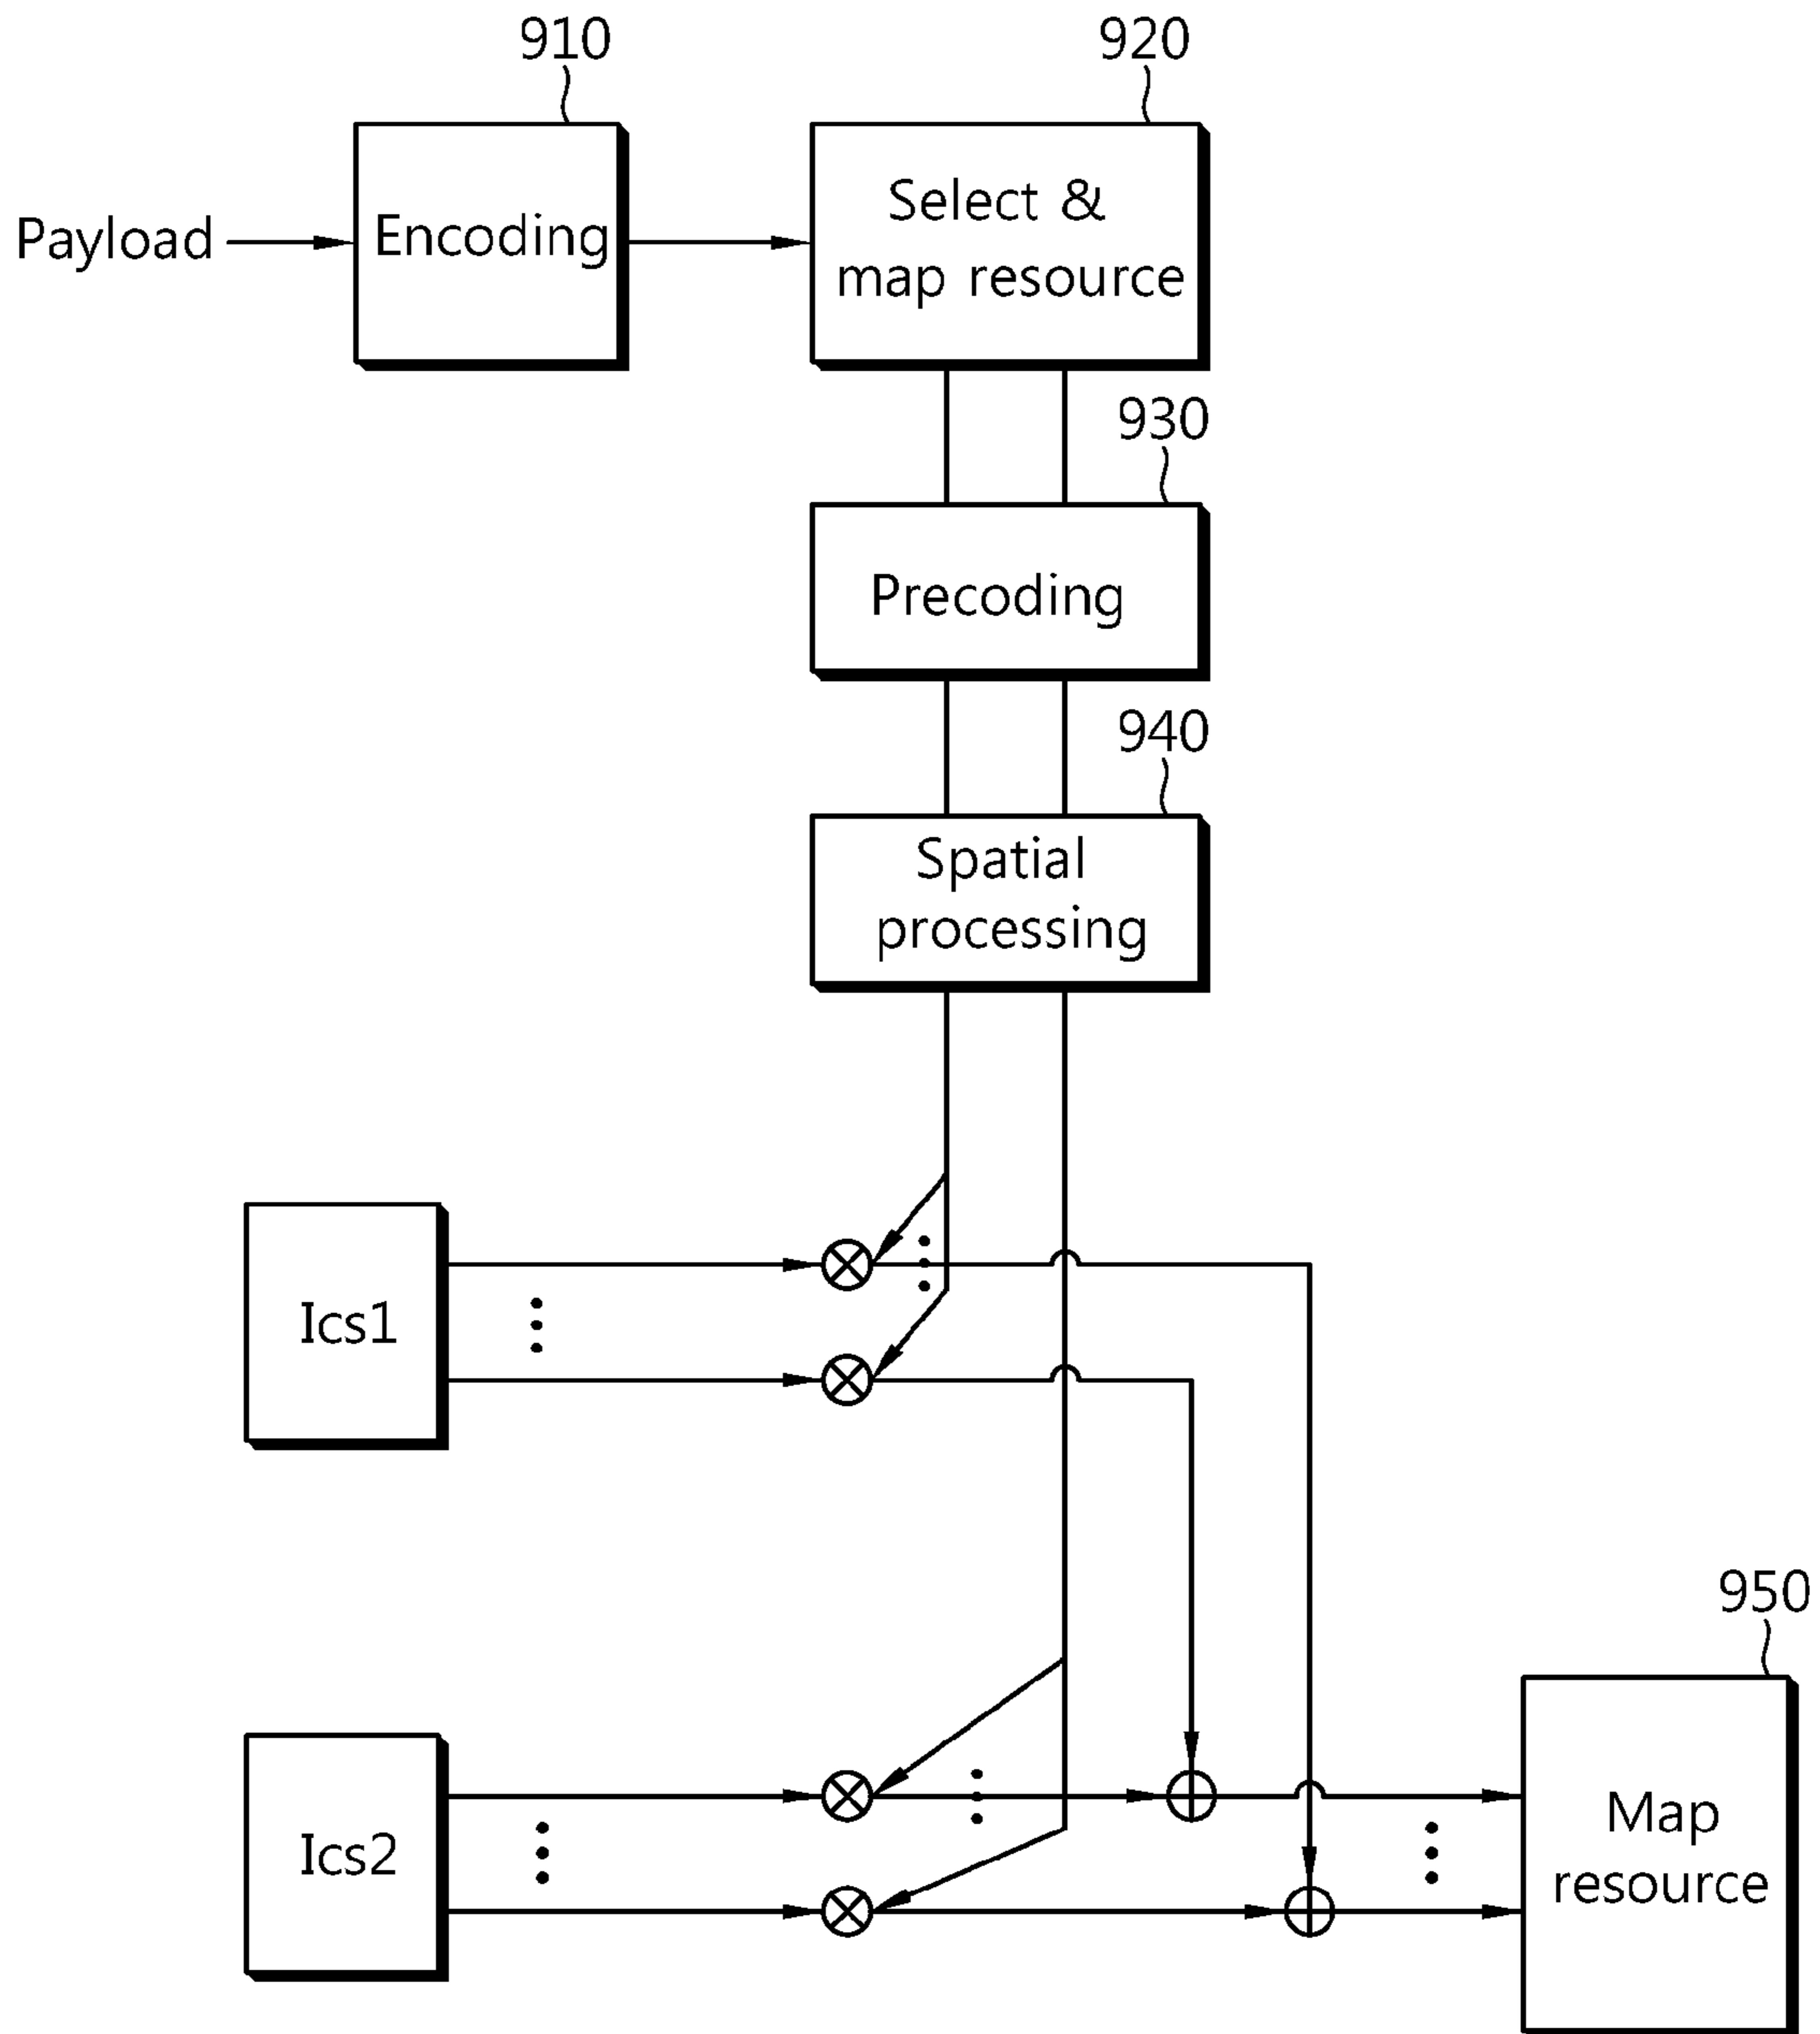 910
920
Payload
Encoding
Select &
map resource
930
Precoding
940
Spatial
processing
Ics1
950
Ics2
Map
resource